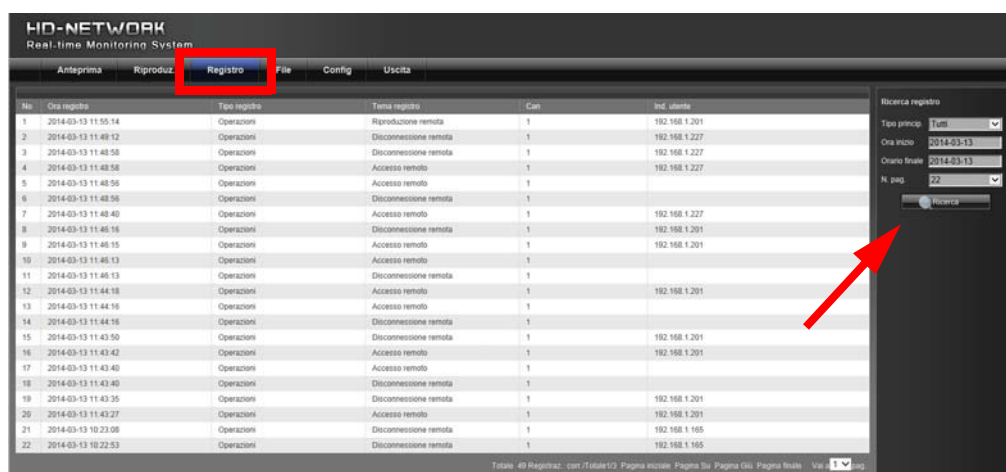 HD-NETWORK
Real-time Monitoring System
Anteprima Riproduz. Registro File Config Uscita
No Ora registro Tipo registro Tema registro Can Ind. utente
1 2014-03-13 11:55:14 Operazioni Riproduzione remota 1 192.168.1.201
2 2014-03-13 11:49:12 Operazioni Disconnessione remota 1 192.168.1.227
3 2014-03-13 11:48:58 Operazioni Disconnessione remota 1 192.168.1.227
4 2014-03-13 11:48:58 Operazioni Accesso remoto 1 192.168.1.227
5 2014-03-13 11:48:56 Operazioni Accesso remoto 1
6 2014-03-13 11:48:56 Operazioni Disconnessione remota 1
7 2014-03-13 11:48:40 Operazioni Accesso remoto 1 192.168.1.227
8 2014-03-13 11:46:16 Operazioni Disconnessione remota 1 192.168.1.201
9 2014-03-13 11:46:15 Operazioni Accesso remoto 1 192.168.1.201
10 2014-03-13 11:46:13 Operazioni Accesso remoto 1
11 2014-03-13 11:46:13 Operazioni Disconnessione remota 1
12 2014-03-13 11:44:18 Operazioni Accesso remoto 1 192.168.1.201
13 2014-03-13 11:44:16 Operazioni Accesso remoto 1
14 2014-03-13 11:44:16 Operazioni Disconnessione remota 1
15 2014-03-13 11:43:50 Operazioni Disconnessione remota 1 192.168.1.201
16 2014-03-13 11:43:42 Operazioni Accesso remoto 1 192.168.1.201
17 2014-03-13 11:43:40 Operazioni Accesso remoto 1
18 2014-03-13 11:43:40 Operazioni Disconnessione remota 1
19 2014-03-13 11:43:35 Operazioni Disconnessione remota 1 192.168.1.201
20 2014-03-13 11:43:27 Operazioni Accesso remoto 1 192.168.1.201
21 2014-03-13 10:23:08 Operazioni Disconnessione remota 1 192.168.1.165
22 2014-03-13 10:22:53 Operazioni Disconnessione remota 1 192.168.1.165
Totale 49 Registraz. corr./Totale1/3 Pagina iniziale Pagina Su Pagina Giù Pagina finale Vai a 1 pag.
Ricerca registro
Tipo princip. Tutti
Ora inizio 2014-03-13
Orario finale 2014-03-13
N. pag. 22
Ricerca